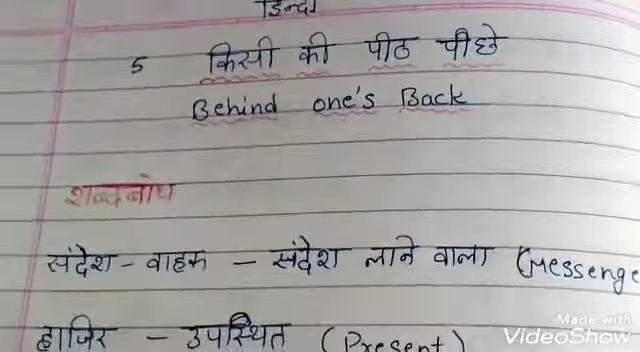 हिन्दी
5 किसी की पीठ पीछे
Behind one's Back
शब्दबोध
संदेश - वाहक - संदेश लाने वाला (Messenge
हाजिर - उपस्थित (Present)
Made with
VideoShow